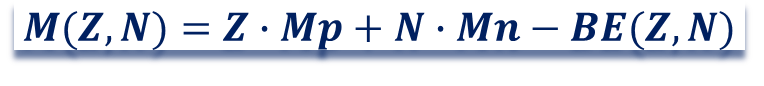 M(Z,N) = Z · Mp + N · Mn − BE(Z,N)